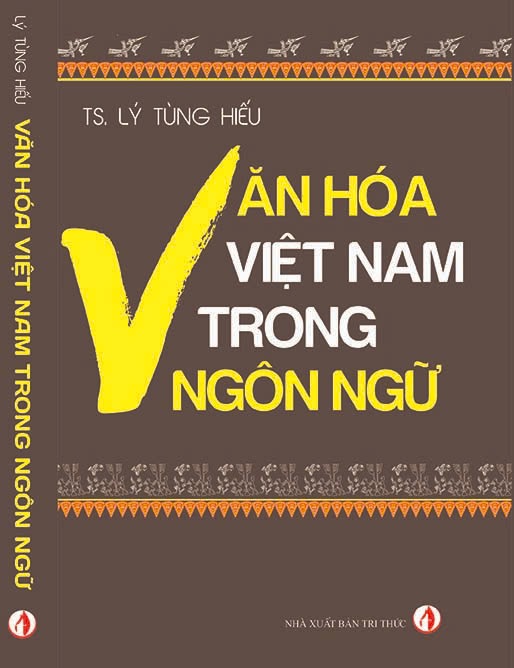 LÝ TÙNG HIẾU VĂN HÓA VIỆT NAM TRONG NGÔN NGỮ
TS. LÝ TÙNG HIẾU
VĂN HÓA
VIỆT NAM
TRONG
NGÔN NGỮ
NHÀ XUẤT BẢN TRI THỨC